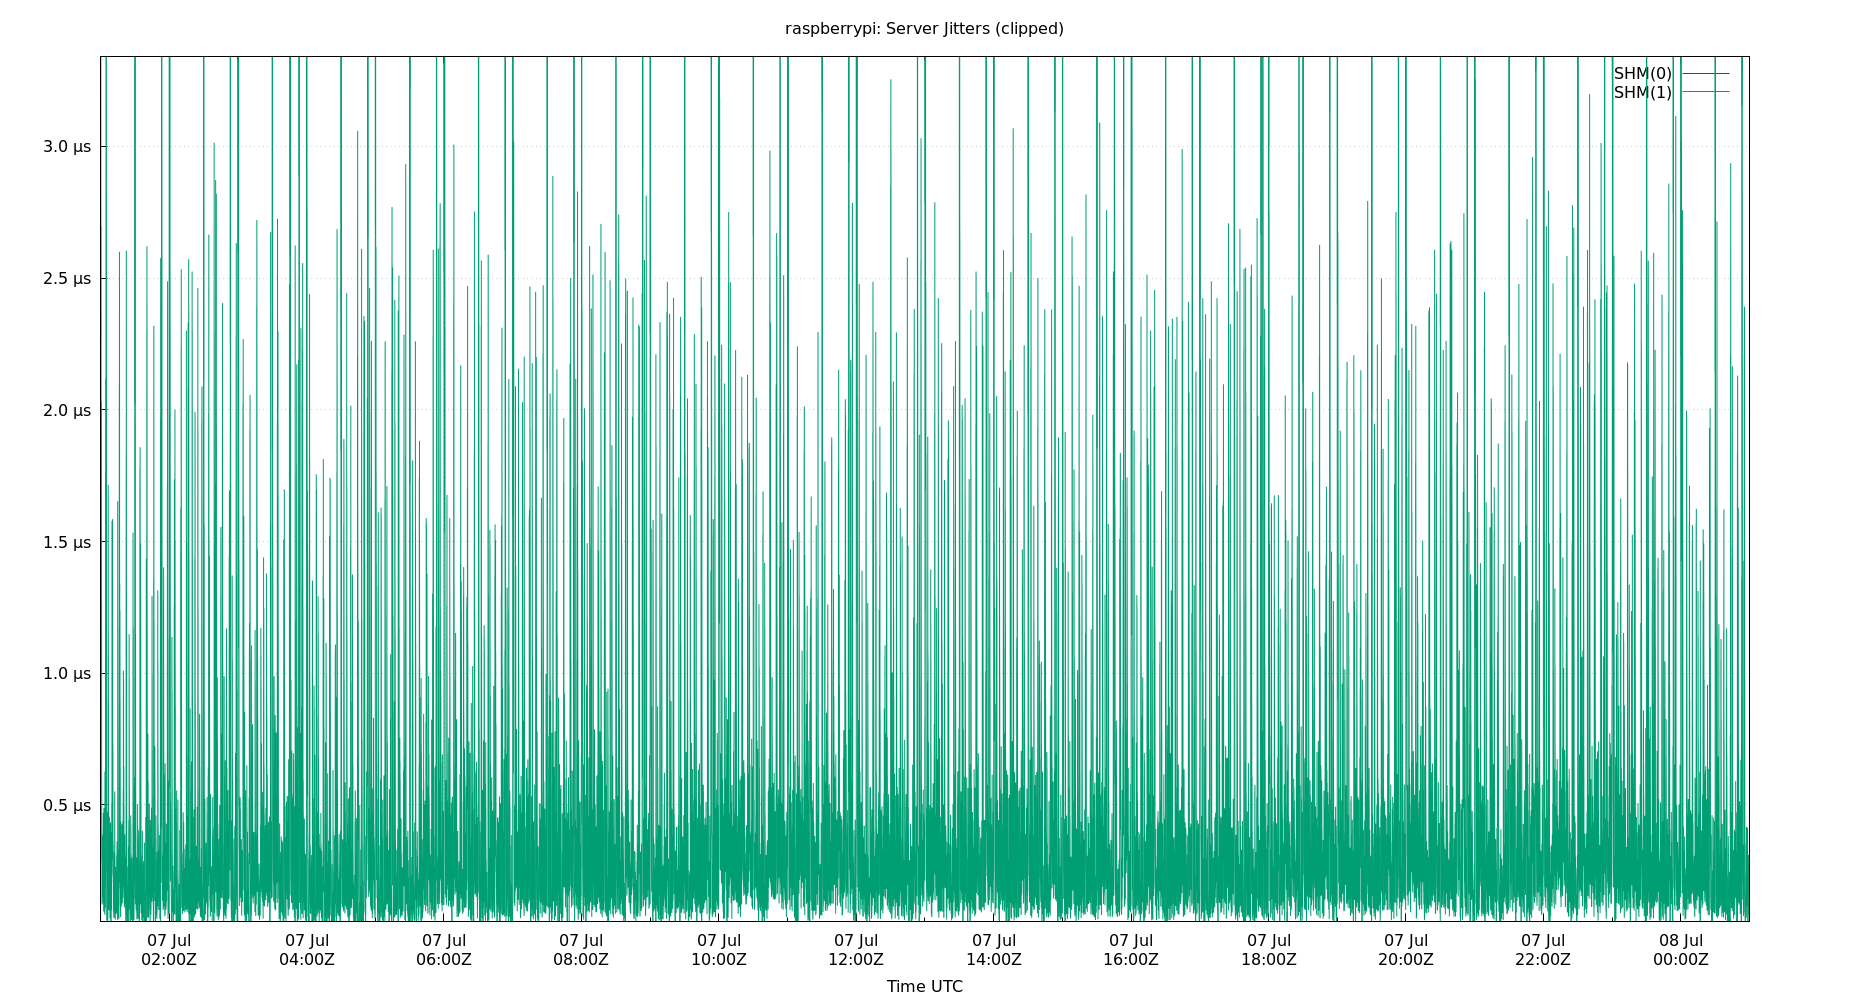 raspberrypi: Server Jitters (clipped)
SHM(0)
SHM(1)
3.0 µs
2.5 µs
2.0 µs
1.5 µs
1.0 µs
0.5 µs
07 Jul 07 Jul 07 Jul 07 Jul 07 Jul 07 Jul 07 Jul 07 Jul 07 Jul 07 Jul 07 Jul 08 Jul
02:00Z 04:00Z 06:00Z 08:00Z 10:00Z 12:00Z 14:00Z 16:00Z 18:00Z 20:00Z 22:00Z 00:00Z
Time UTC